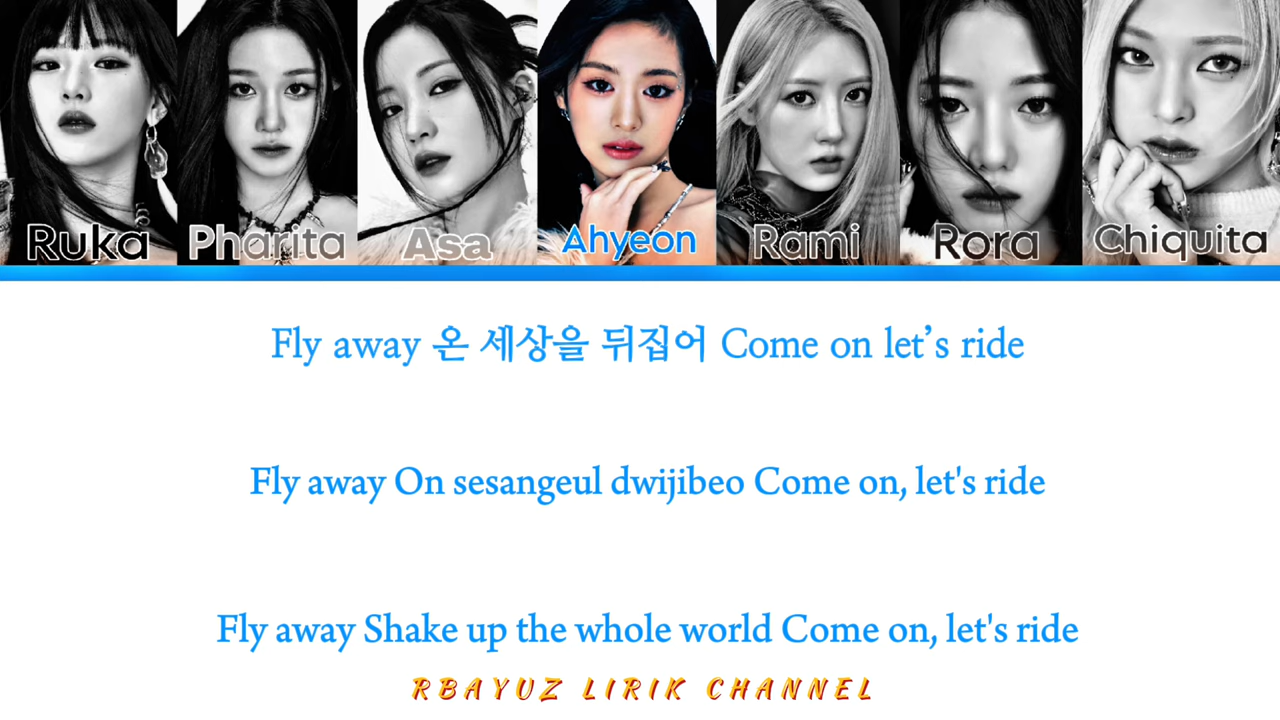 Ruka Pharita Asa Ahyeon Rami Rora Chiquita
Fly away 온 세상을 뒤집어 Come on let’s ride
Fly away On sesangeul dwijibeo Come on, let's ride
Fly away Shake up the whole world Come on, let's ride
RBAYUZ LIRIK CHANNEL